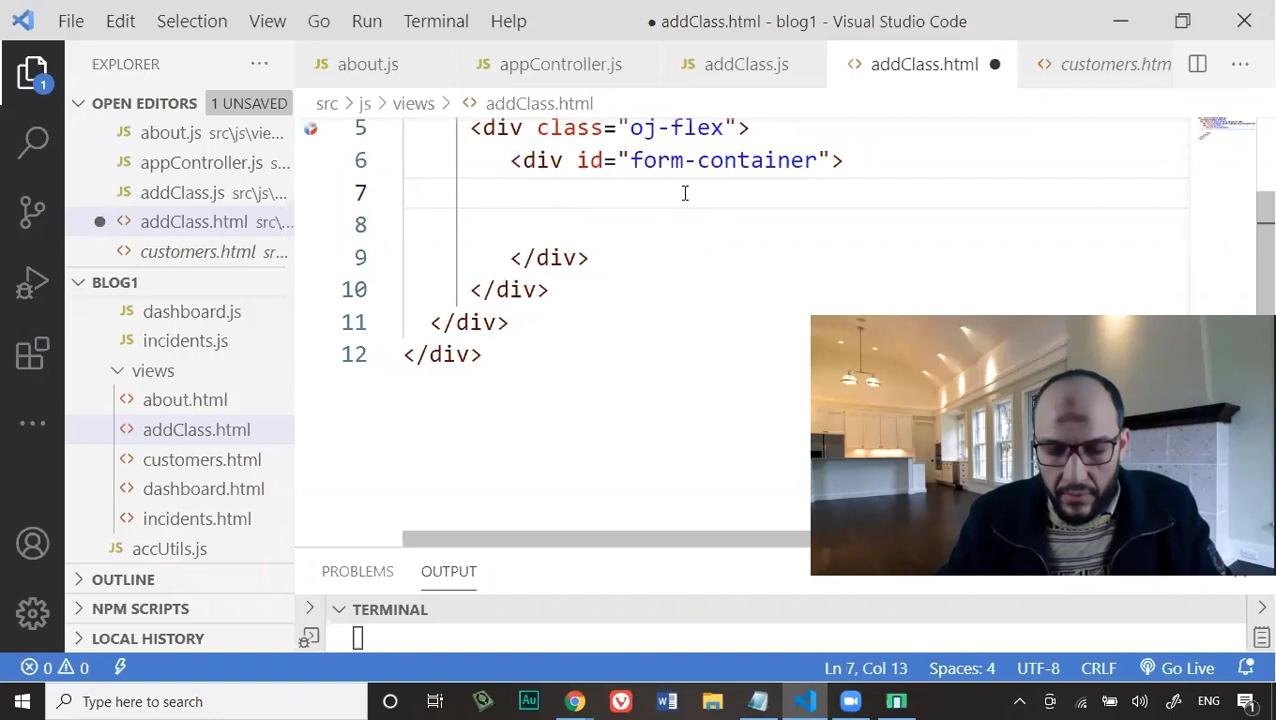 File Edit Selection View Go Run Terminal Help
● addClass.html - blog1 - Visual Studio Code
EXPLORER
JS about.js
JS appController.js
JS addClass.js
<> addClass.html ●
<> customers.htm
OPEN EDITORS 1 UNSAVED
src > js > views > <> addClass.html
JS about.js src\js\vie...
JS appController.js src...
JS addClass.js src\js\...
● <> addClass.html src\...
<> customers.html sr...
BLOG1
JS dashboard.js
JS incidents.js
views
<> about.html
<> addClass.html
<> customers.html
<> dashboard.html
<> incidents.html
JS accUtils.js
OUTLINE
NPM SCRIPTS
LOCAL HISTORY
1
5 <div class="oj-flex">
6 <div id="form-container">
7
8
9 </div>
10 </div>
11 </div>
12 </div>
PROBLEMS OUTPUT
TERMINAL
0 0 Ln 7, Col 13 Spaces: 4 UTF-8 CRLF HTML Go Live
Type here to search
Au
ENG
1